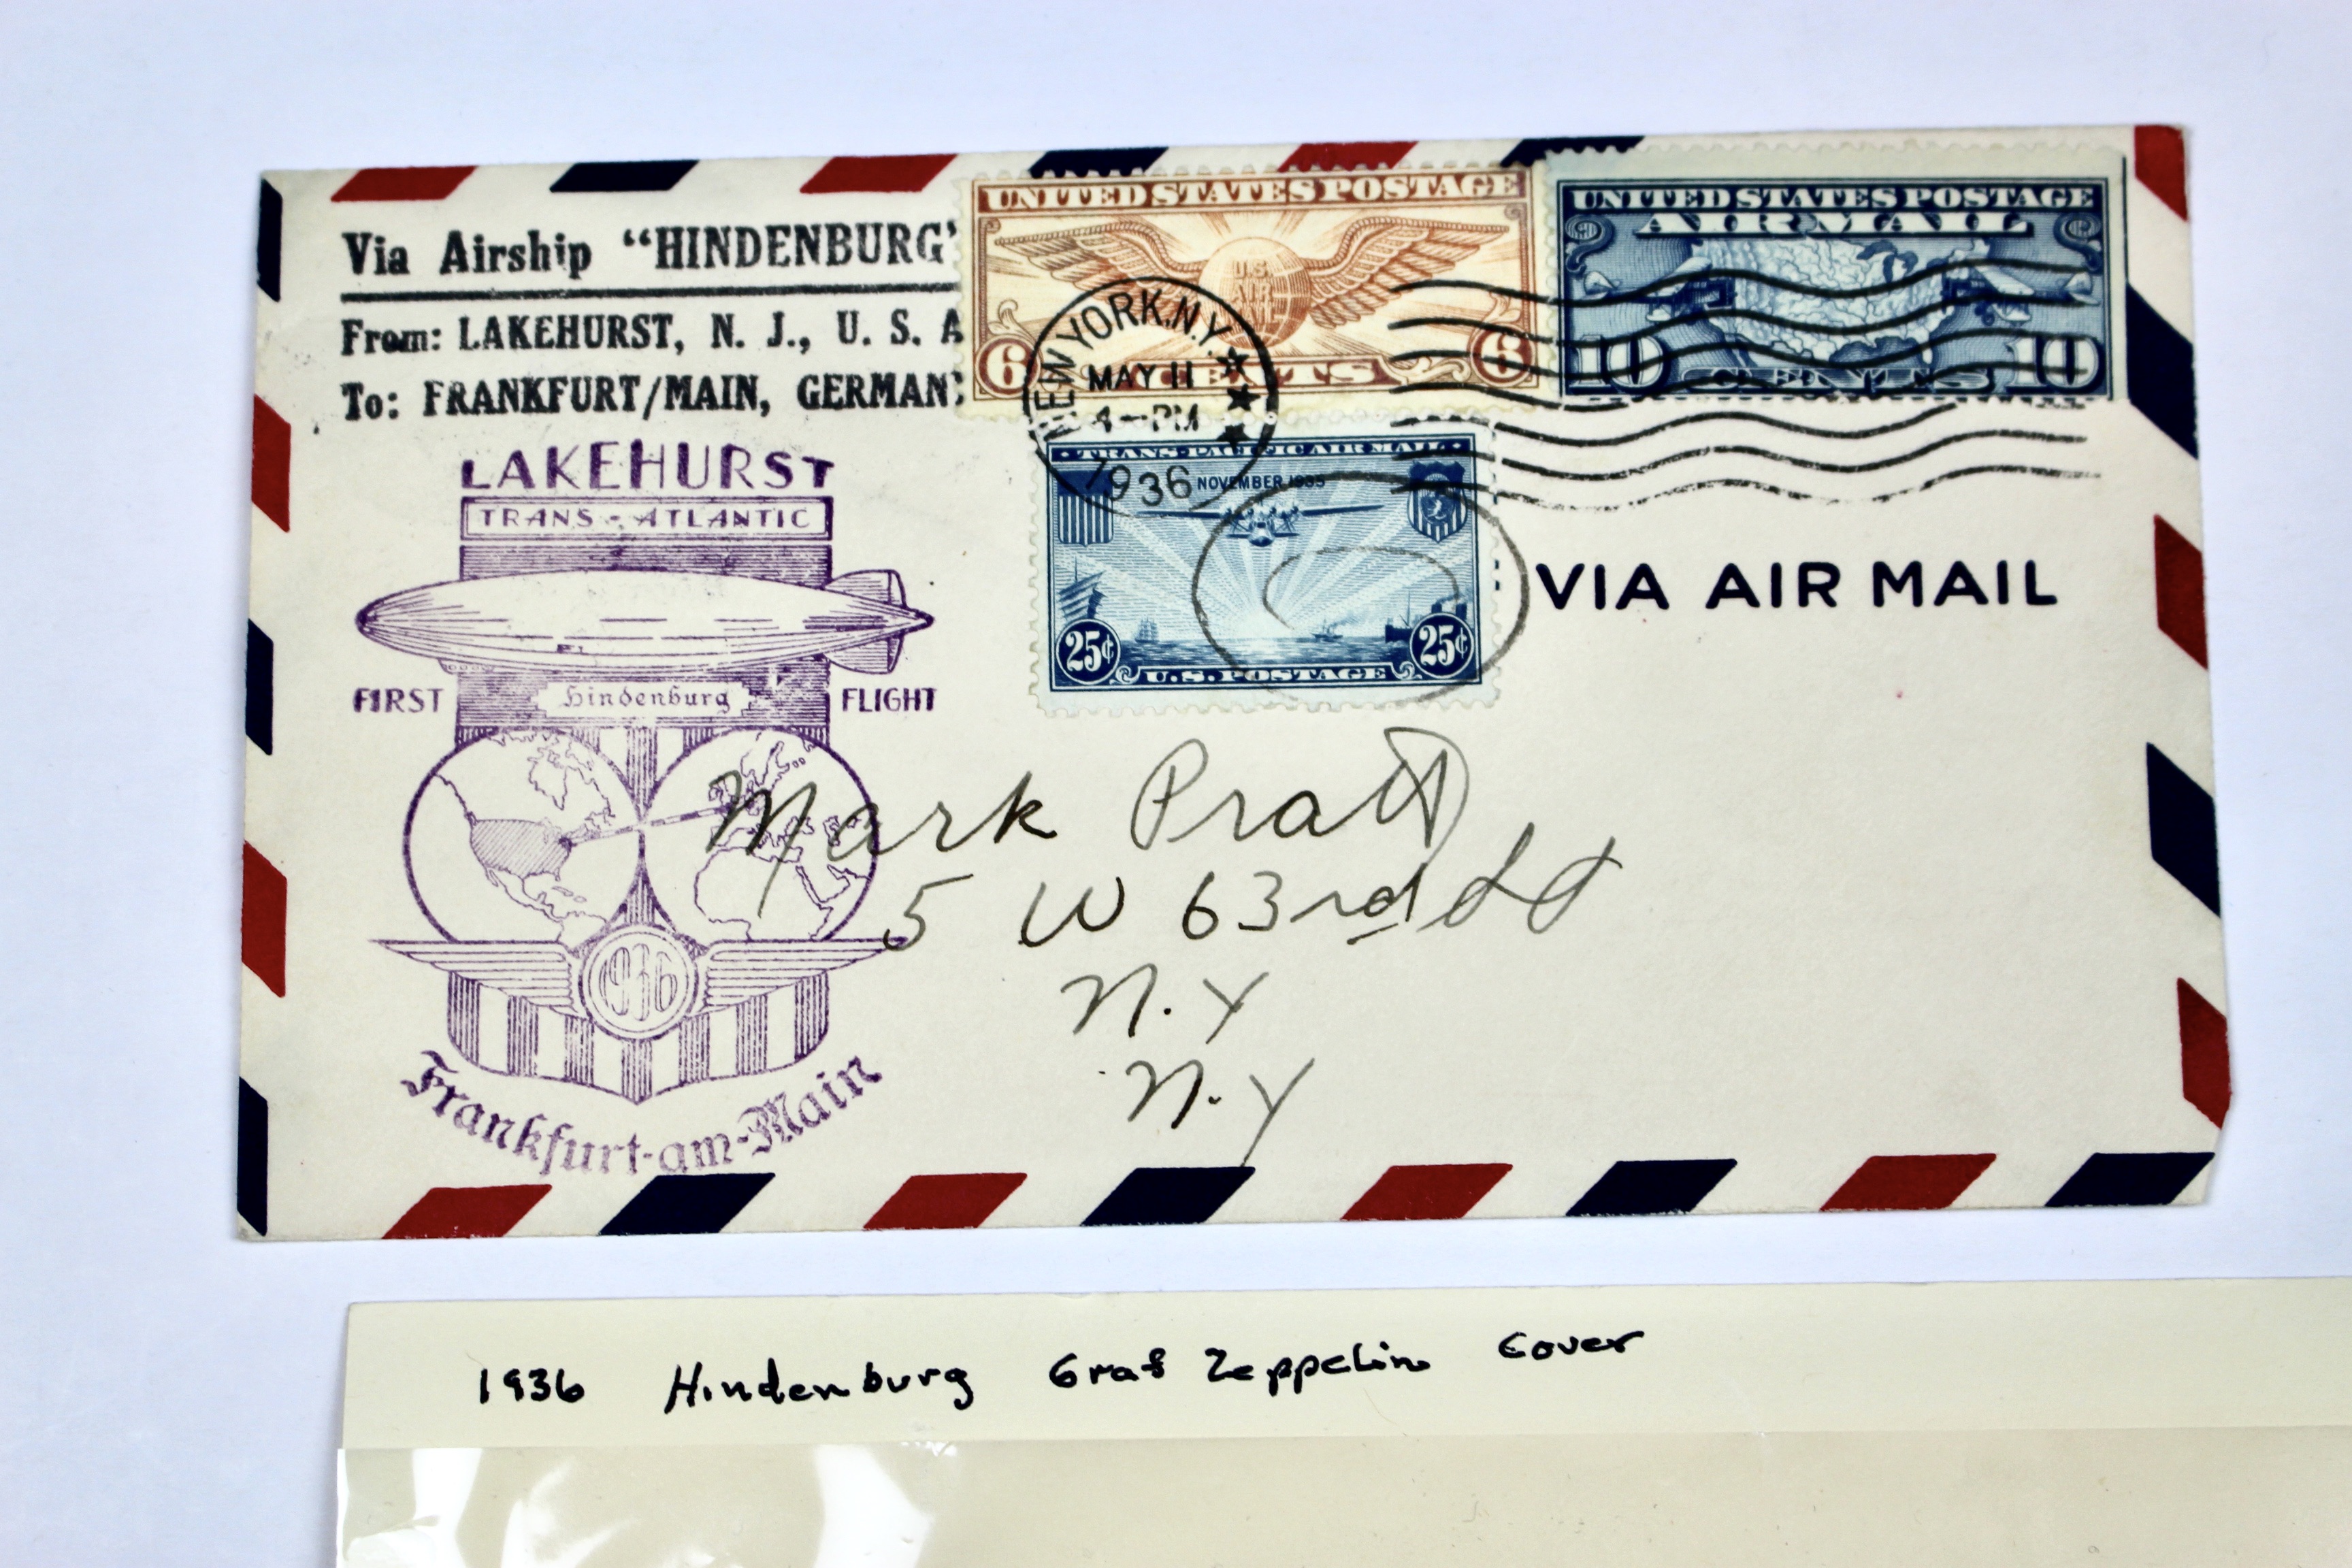 Via Airship “HINDENBURG”
From: LAKEHURST, N. J., U. S. A
To: FRANKFURT/MAIN, GERMANY
UNITED STATES POSTAGE
U.S.
AIR
MAIL
6 CENTS 6
UNITED STATES POSTAGE
AIR MAIL
10 CENTS 10
NEW YORK, N.Y.
MAY 11
4-PM
1936
TRANS-PACIFIC AIR MAIL
NOVEMBER 1935
25¢ 25¢
U.S. POSTAGE
VIA AIR MAIL
LAKEHURST
TRANS-ATLANTIC
FIRST Hindenburg FLIGHT
1936
Frankfurt-am-Main
Mark Pratt
5 W 63rd St
N.Y
N.Y
1936 Hindenburg Graf Zeppelin Cover